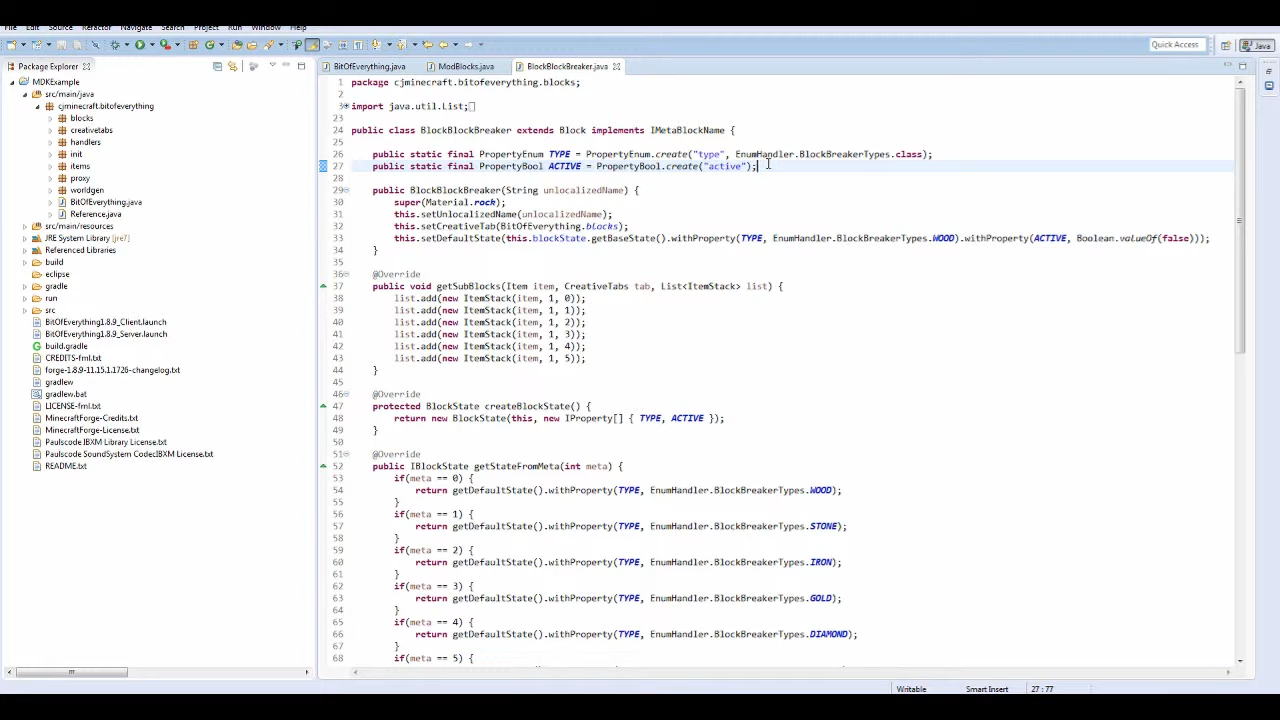 File Edit Source Refactor Navigate Search Project Run Window Help
Quick Access
Java
Package Explorer
BitOfEverything.java
ModBlocks.java
BlockBlockBreaker.java
MDKExample
src/main/java
cjminecraft.bitofeverything
blocks
creativetabs
handlers
init
items
proxy
worldgen
BitOfEverything.java
Reference.java
src/main/resources
JRE System Library [jre7]
Referenced Libraries
build
eclipse
gradle
run
src
BitOfEverything1.8.9_Client.launch
BitOfEverything1.8.9_Server.launch
build.gradle
CREDITS-fml.txt
forge-1.8.9-11.15.1.1726-changelog.txt
gradlew
gradlew.bat
LICENSE-fml.txt
MinecraftForge-Credits.txt
MinecraftForge-License.txt
Paulscode IBXM Library License.txt
Paulscode SoundSystem CodecIBXM License.txt
README.txt
1 package cjminecraft.bitofeverything.blocks;
2
3 import java.util.List;
23
24 public class BlockBlockBreaker extends Block implements IMetaBlockName {
25
26 public static final PropertyEnum TYPE = PropertyEnum.create("type", EnumHandler.BlockBreakerTypes.class);
27 public static final PropertyBool ACTIVE = PropertyBool.create("active");
28
29 public BlockBlockBreaker(String unlocalizedName) {
30 super(Material.rock);
31 this.setUnlocalizedName(unlocalizedName);
32 this.setCreativeTab(BitOfEverything.blocks);
33 this.setDefaultState(this.blockState.getBaseState().withProperty(TYPE, EnumHandler.BlockBreakerTypes.WOOD).withProperty(ACTIVE, Boolean.valueOf(false)));
34 }
35
36 @Override
37 public void getSubBlocks(Item item, CreativeTabs tab, List<ItemStack> list) {
38 list.add(new ItemStack(item, 1, 0));
39 list.add(new ItemStack(item, 1, 1));
40 list.add(new ItemStack(item, 1, 2));
41 list.add(new ItemStack(item, 1, 3));
42 list.add(new ItemStack(item, 1, 4));
43 list.add(new ItemStack(item, 1, 5));
44 }
45
46 @Override
47 protected BlockState createBlockState() {
48 return new BlockState(this, new IProperty[] { TYPE, ACTIVE });
49 }
50
51 @Override
52 public IBlockState getStateFromMeta(int meta) {
53 if(meta == 0) {
54 return getDefaultState().withProperty(TYPE, EnumHandler.BlockBreakerTypes.WOOD);
55 }
56 if(meta == 1) {
57 return getDefaultState().withProperty(TYPE, EnumHandler.BlockBreakerTypes.STONE);
58 }
59 if(meta == 2) {
60 return getDefaultState().withProperty(TYPE, EnumHandler.BlockBreakerTypes.IRON);
61 }
62 if(meta == 3) {
63 return getDefaultState().withProperty(TYPE, EnumHandler.BlockBreakerTypes.GOLD);
64 }
65 if(meta == 4) {
66 return getDefaultState().withProperty(TYPE, EnumHandler.BlockBreakerTypes.DIAMOND);
67 }
68 if(meta == 5) {
Writable
Smart Insert
27 : 77